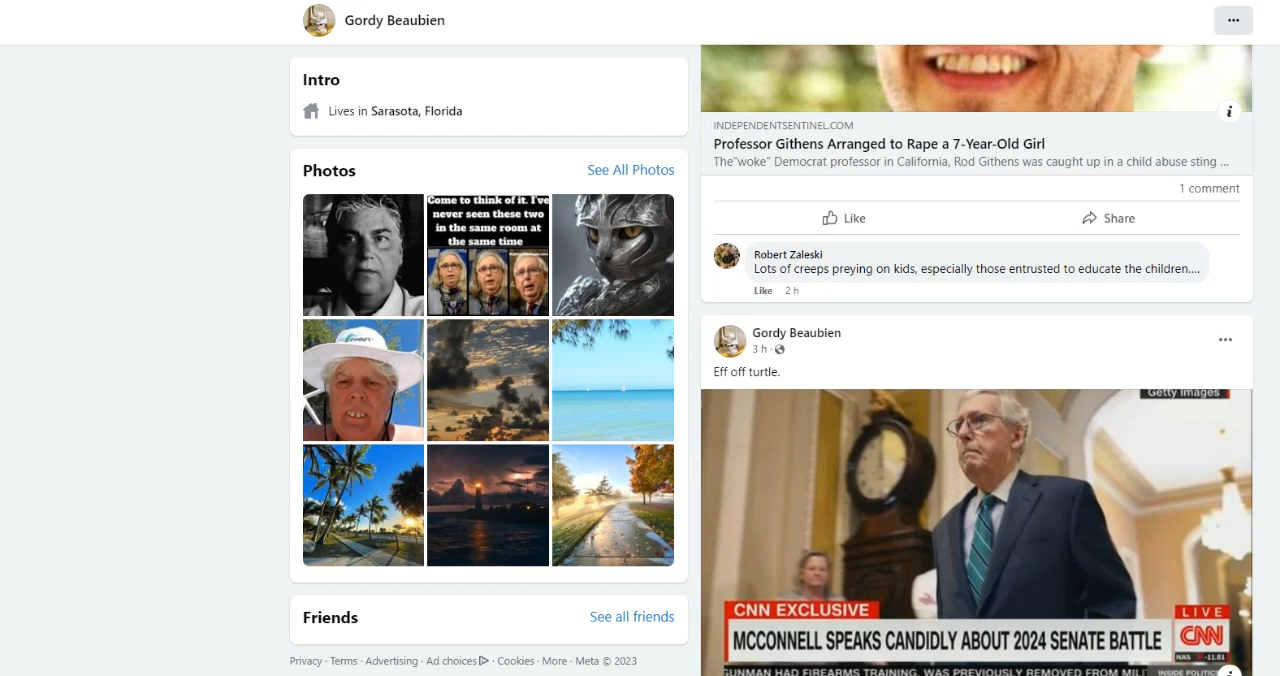 Gordy Beaubien
Intro
Lives in Sarasota, Florida
Photos
See All Photos
Come to think of it. I've
never seen these two
in the same room at
the same time
Friends
See all friends
Privacy · Terms · Advertising · Ad choices · Cookies · More · Meta © 2023
INDEPENDENTSENTINEL.COM
Professor Githens Arranged to Rape a 7-Year-Old Girl
The"woke" Democrat professor in California, Rod Githens was caught up in a child abuse sting ...
1 comment
Like
Share
Robert Zaleski
Lots of creeps preying on kids, especially those entrusted to educate the children....
Like 2 h
Gordy Beaubien
3 h ·
Eff off turtle.
Getty Images
CNN EXCLUSIVE
MCCONNELL SPEAKS CANDIDLY ABOUT 2024 SENATE BATTLE
LIVE
CNN
NAS -11.81
GUNMAN HAD FIREARMS TRAINING, WAS PREVIOUSLY REMOVED FROM MILIT
INSIDE POLITICS